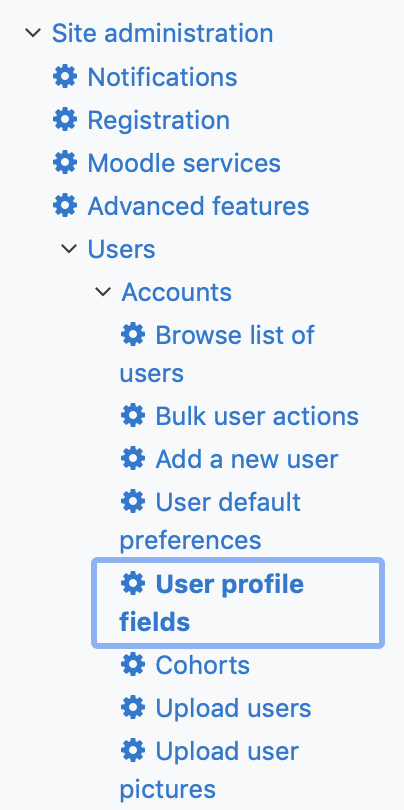 Site administration
Notifications
Registration
Moodle services
Advanced features
Users
Accounts
Browse list of
users
Bulk user actions
Add a new user
User default
preferences
User profile
fields
Cohorts
Upload users
Upload user
pictures